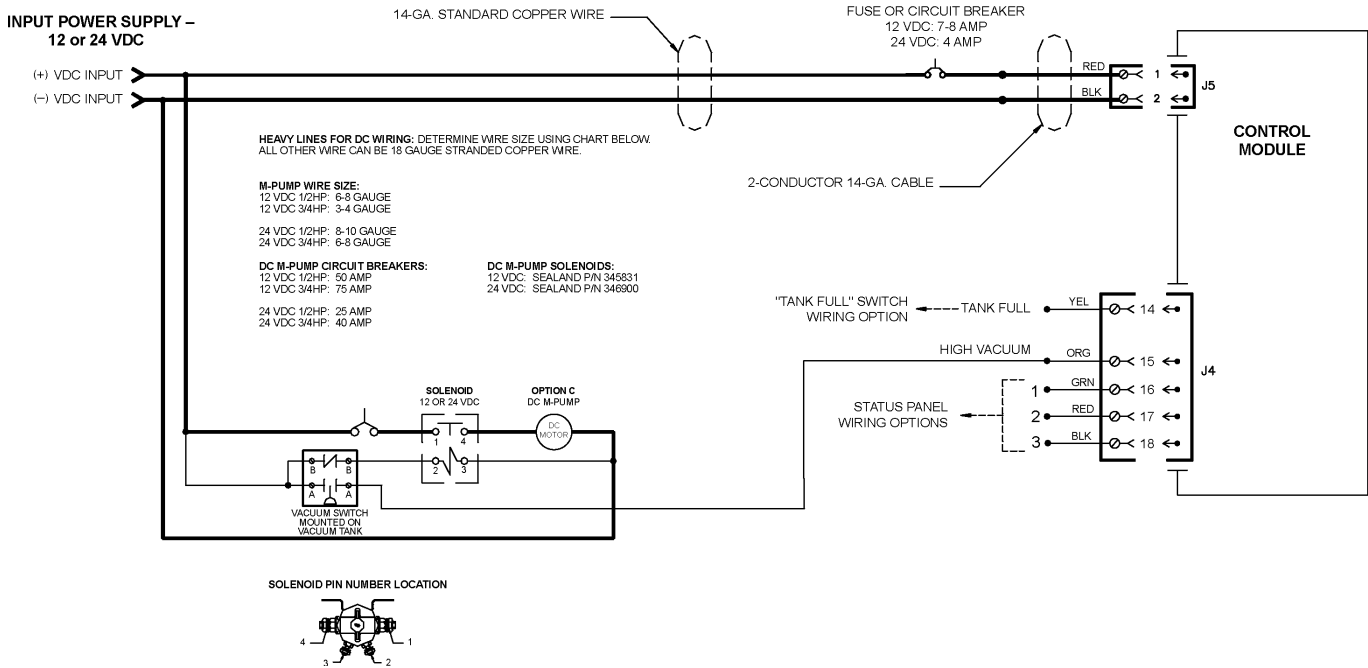 INPUT POWER SUPPLY –
12 or 24 VDC
(+) VDC INPUT
(–) VDC INPUT
14-GA. STANDARD COPPER WIRE
FUSE OR CIRCUIT BREAKER
12 VDC: 7-8 AMP
24 VDC: 4 AMP
RED
1
BLK
2
J5
CONTROL
MODULE
2-CONDUCTOR 14-GA. CABLE
HEAVY LINES FOR DC WIRING: DETERMINE WIRE SIZE USING CHART BELOW.
ALL OTHER WIRE CAN BE 18 GAUGE STRANDED COPPER WIRE.
M-PUMP WIRE SIZE:
12 VDC 1/2HP: 6-8 GAUGE
12 VDC 3/4HP: 3-4 GAUGE
24 VDC 1/2HP: 8-10 GAUGE
24 VDC 3/4HP: 6-8 GAUGE
DC M-PUMP CIRCUIT BREAKERS:
12 VDC 1/2HP: 50 AMP
12 VDC 3/4HP: 75 AMP
24 VDC 1/2HP: 25 AMP
24 VDC 3/4HP: 40 AMP
DC M-PUMP SOLENOIDS:
12 VDC: SEALAND P/N 345831
24 VDC: SEALAND P/N 346900
"TANK FULL" SWITCH
WIRING OPTION
TANK FULL
YEL
14
HIGH VACUUM
ORG
15
J4
1
GRN
16
STATUS PANEL
WIRING OPTIONS
2
RED
17
3
BLK
18
SOLENOID
12 OR 24 VDC
1
4
2
3
OPTION C
DC M-PUMP
DC
MOTOR
B
B
A
A
VACUUM SWITCH
MOUNTED ON
VACUUM TANK
SOLENOID PIN NUMBER LOCATION
4
1
3
2